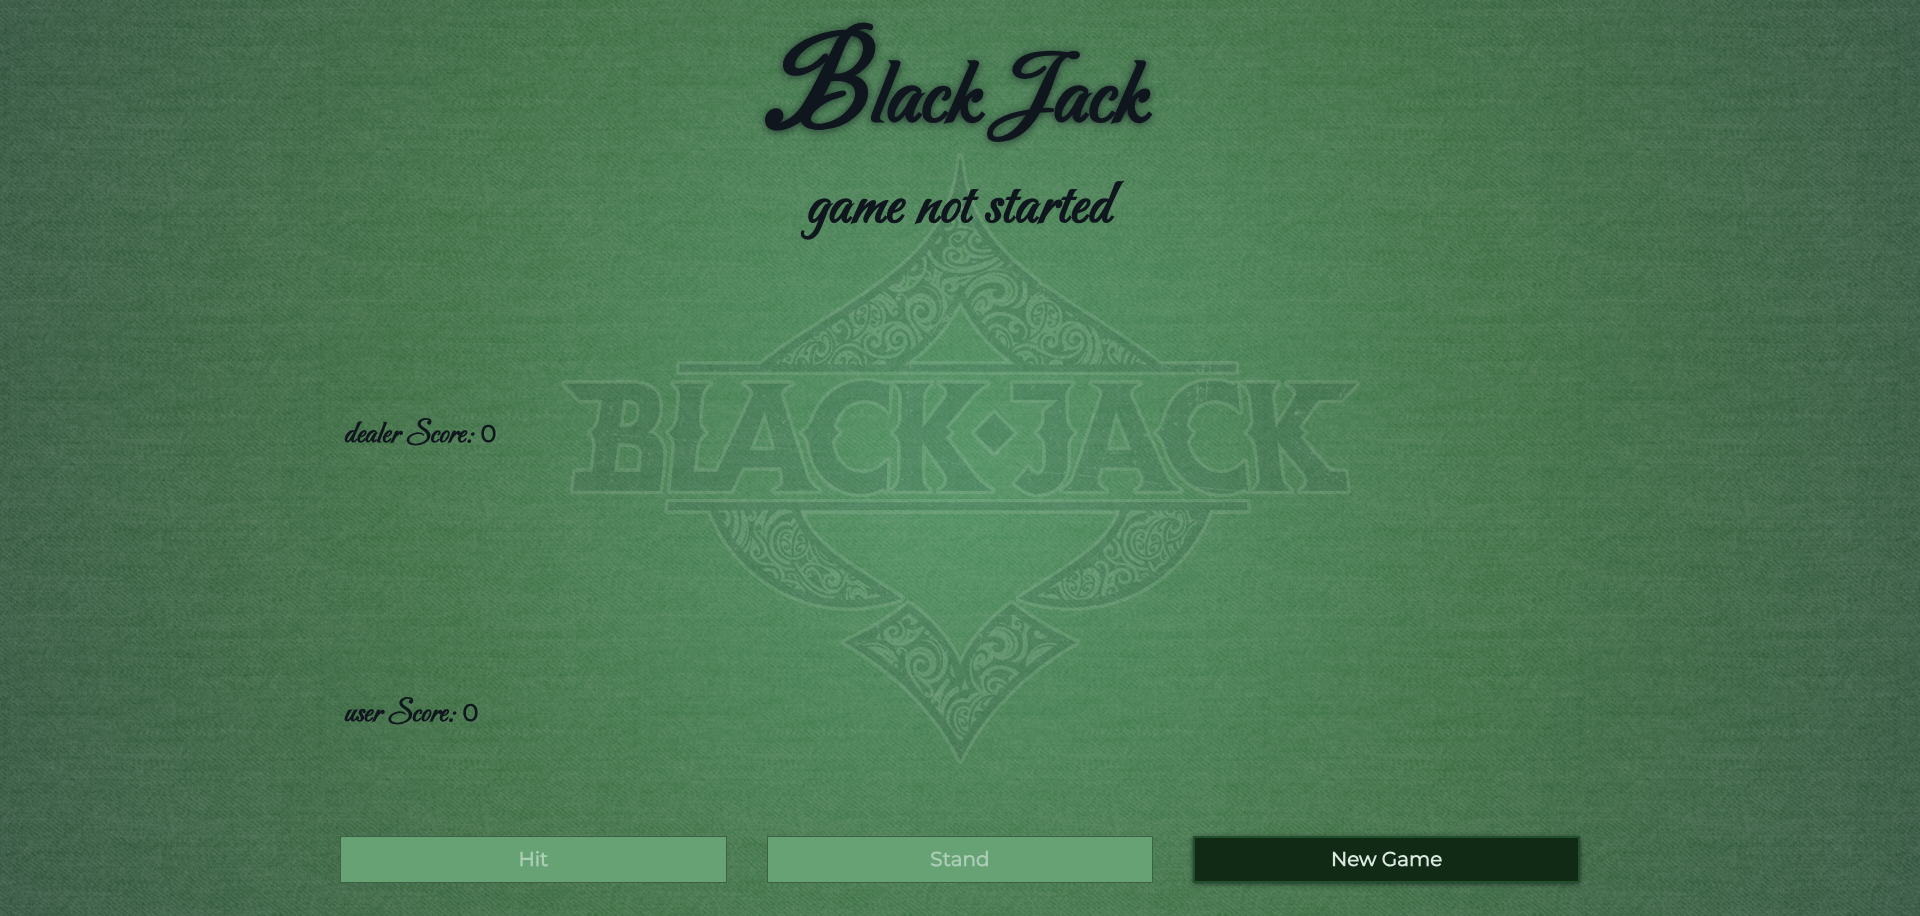 Black Jack
game not started
BLACK JACK
dealer Score: 0
user Score: 0
Hit
Stand
New Game